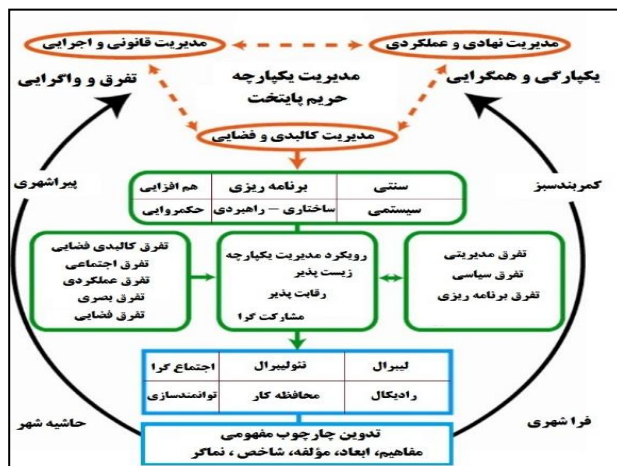 مدیریت نهادی و عملکردی
مدیریت قانونی و اجرایی
یکپارگی و همگرایی
مدیریت یکپارچه
حریم پایتخت
تفرق و واگرایی
مدیریت کالبدی و فضایی
سنتی
برنامه ریزی
هم افزایی
سیستمی
ساختاری – راهبردی
حکمروایی
کمربندسبز
پیراشهری
تفرق مدیریتی
تفرق سیاسی
تفرق برنامه ریزی
رویکرد مدیریت یکپارچه
زیست پذیر
رقابت پذیر
مشارکت گرا
تفرق کالبدی فضایی
تفرق اجتماعی
تفرق عملکردی
تفرق بصری
تفرق فضایی
لیبرال
نئولیبرال
اجتماع گرا
رادیکال
محافظه کار
توانمندسازی
فرا شهری
حاشیه شهر
تدوین چارچوب مفهومی
مفاهیم، ابعاد، مؤلفه، شاخص ، نماگر